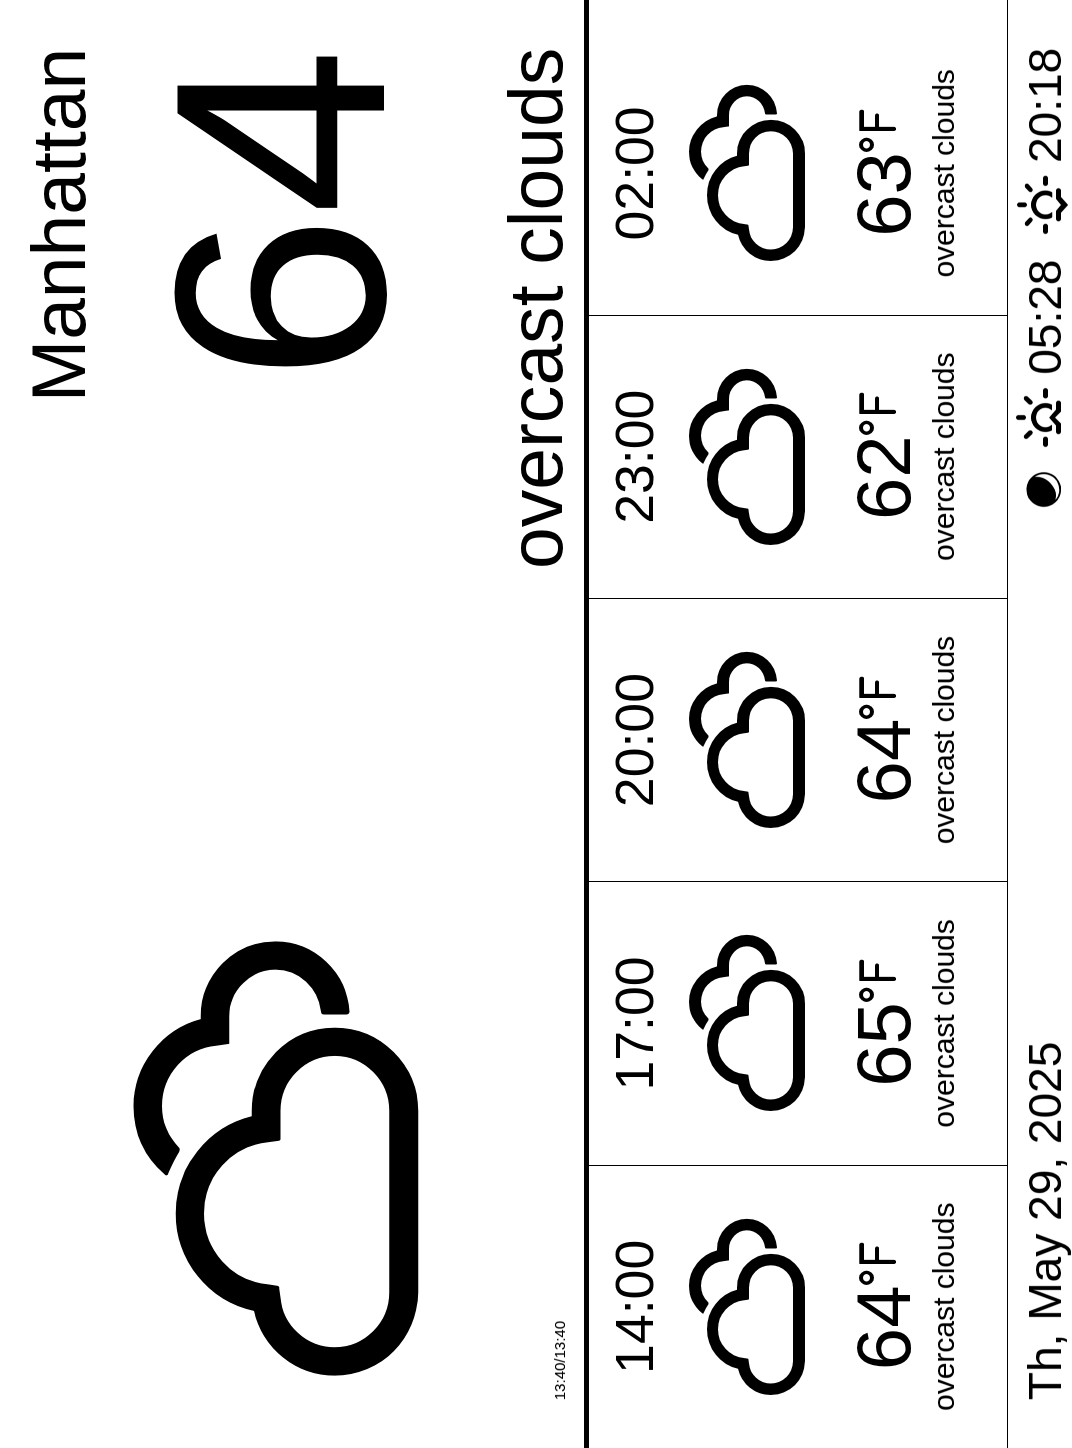 Manhattan
64
overcast clouds
13:40/13:40
14:00 17:00 20:00 23:00 02:00
64°F 65°F 64°F 62°F 63°F
overcast clouds overcast clouds overcast clouds overcast clouds overcast clouds
Th, May 29, 2025 05:28 20:18